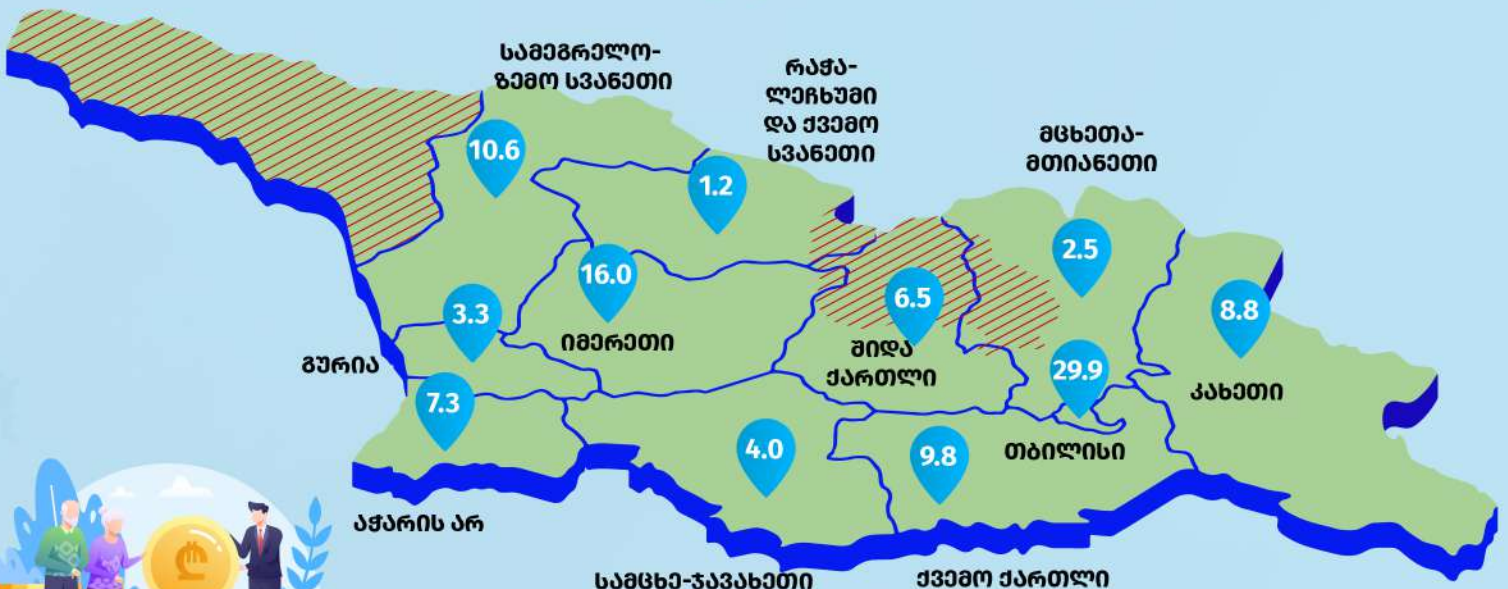 სამეგრელო-
ზემო სვანეთი
რაჭა-
ლეჩხუმი
და ქვემო
სვანეთი
მცხეთა-
მთიანეთი
10.6
1.2
2.5
16.0
6.5
8.8
3.3
იმერეთი
შიდა
ქართლი
გურია
29.9
კახეთი
7.3
4.0
9.8
თბილისი
აჭარის არ
სამცხე-ჯავახეთი
ქვემო ქართლი
₾